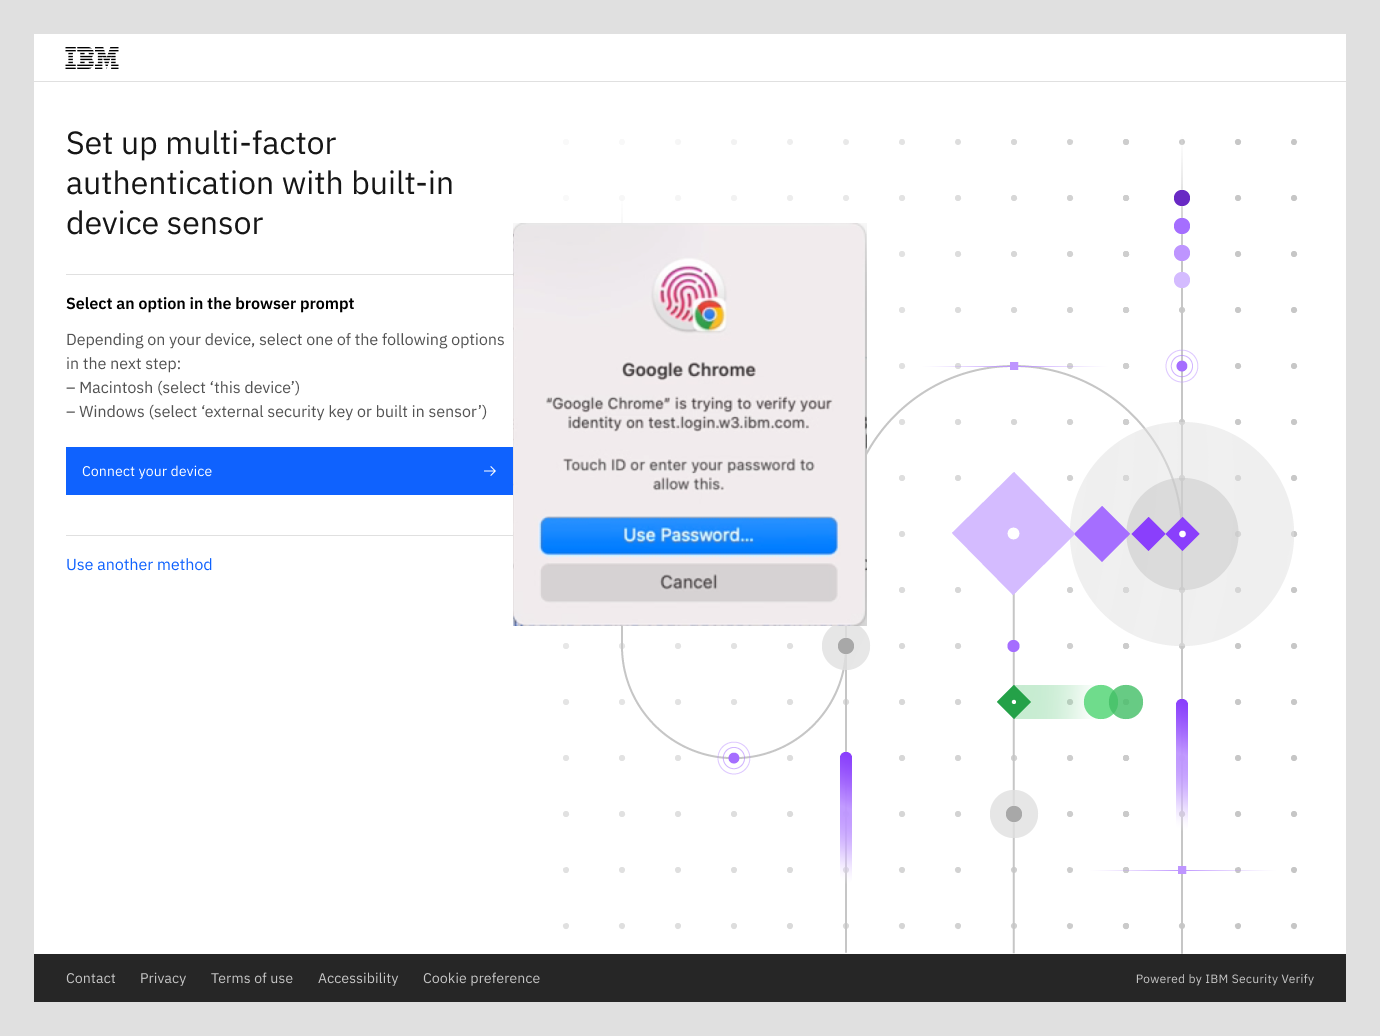 IBM
Set up multi-factor
authentication with built-in
device sensor
Select an option in the browser prompt
Depending on your device, select one of the following options
in the next step:
– Macintosh (select ‘this device’)
– Windows (select ‘external security key or built in sensor’)
Connect your device
Use another method
Google Chrome
“Google Chrome” is trying to verify your
identity on test.login.w3.ibm.com.
Touch ID or enter your password to
allow this.
Use Password...
Cancel
Contact Privacy Terms of use Accessibility Cookie preference
Powered by IBM Security Verify